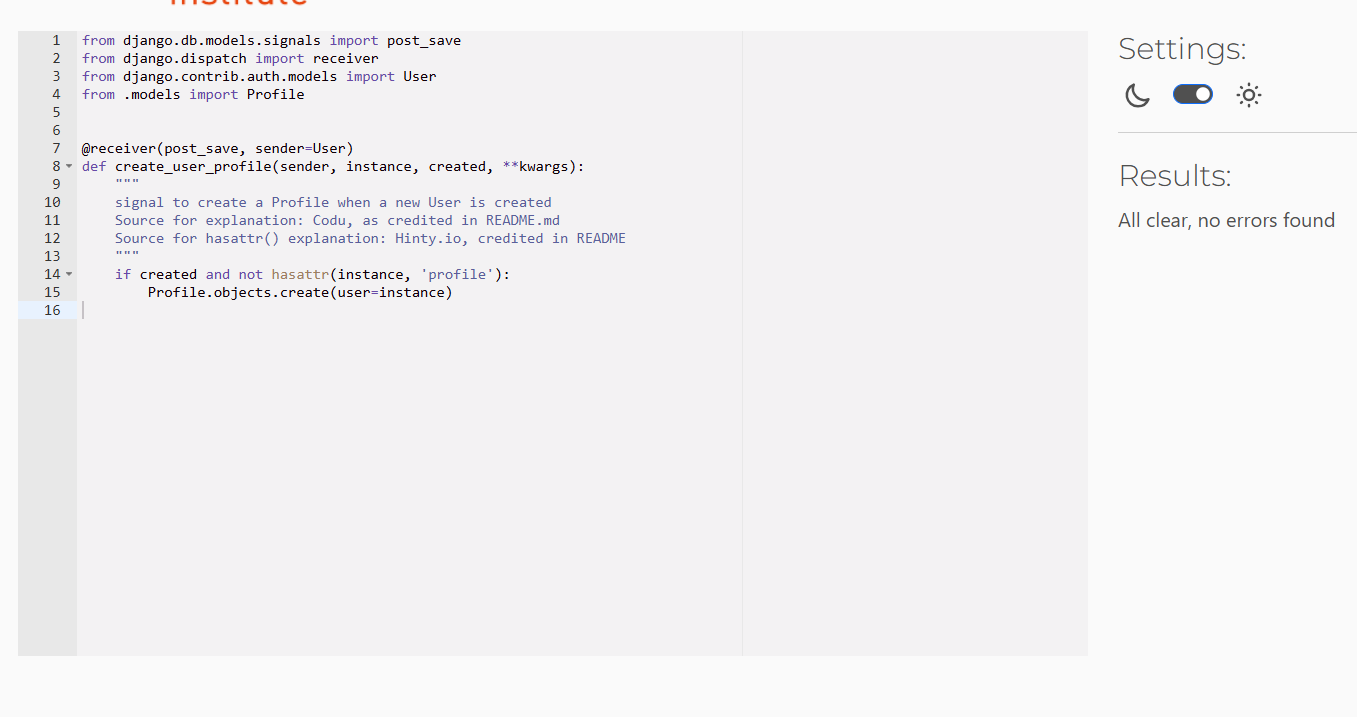 institute
1 from django.db.models.signals import post_save
2 from django.dispatch import receiver
3 from django.contrib.auth.models import User
4 from .models import Profile
5
6
7 @receiver(post_save, sender=User)
8 def create_user_profile(sender, instance, created, **kwargs):
9     """
10     signal to create a Profile when a new User is created
11     Source for explanation: Codu, as credited in README.md
12     Source for hasattr() explanation: Hinty.io, credited in README
13     """
14     if created and not hasattr(instance, 'profile'):
15         Profile.objects.create(user=instance)
16
Settings:
Results:
All clear, no errors found